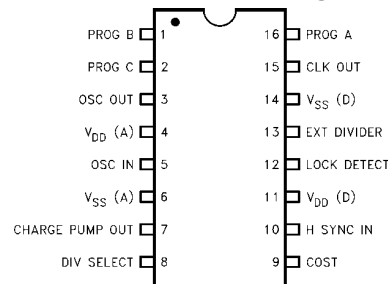 PROG B 1 16 PROG A
PROG C 2 15 CLK OUT
OSC OUT 3 14 VSS (D)
VDD (A) 4 13 EXT DIVIDER
OSC IN 5 12 LOCK DETECT
VSS (A) 6 11 VDD (D)
CHARGE PUMP OUT 7 10 H SYNC IN
DIV SELECT 8 9 COST